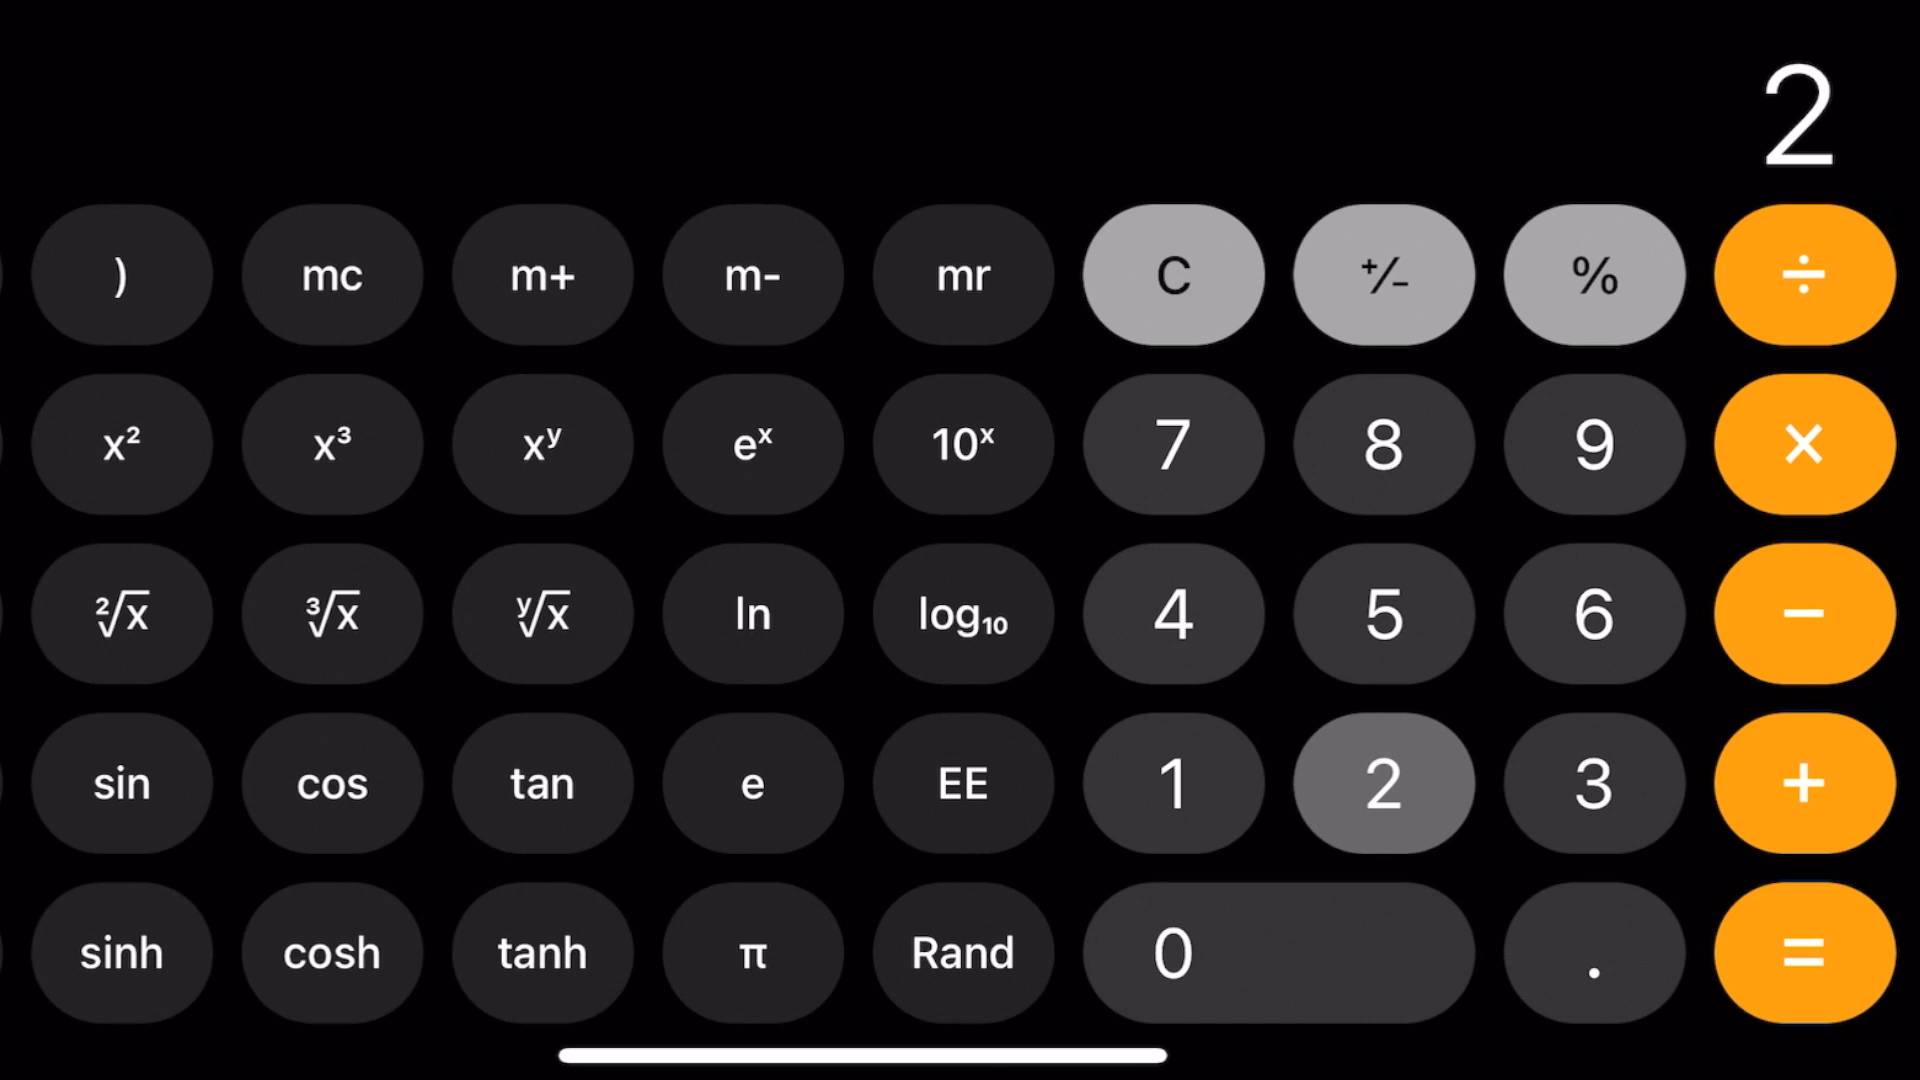 2
) mc m+ m- mr C ⁺⁄₋ % ÷
x² x³ xʸ eˣ 10ˣ 7 8 9 ×
²√x ³√x ʸ√x ln log₁₀ 4 5 6 −
sin cos tan e EE 1 2 3 +
sinh cosh tanh π Rand 0 . =